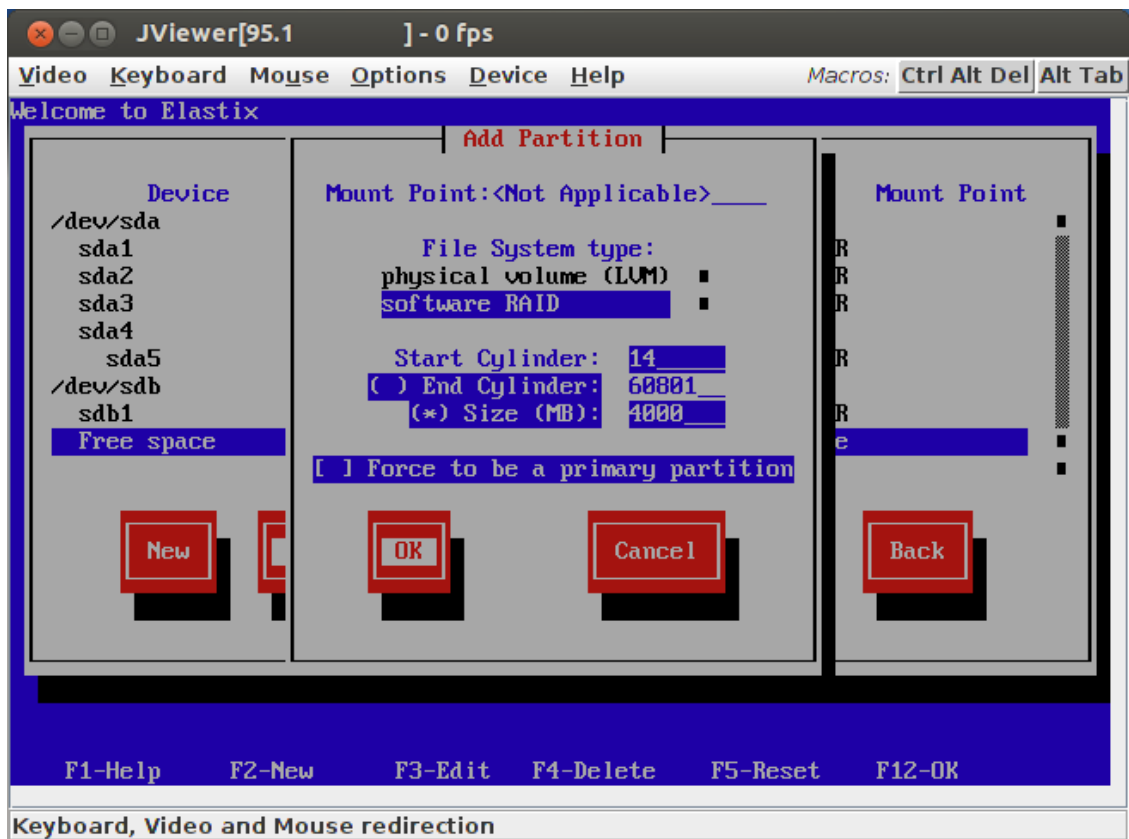 JViewer[95.1 ] - 0 fps
Video Keyboard Mouse Options Device Help Macros: Ctrl Alt Del Alt Tab
Welcome to Elastix
Add Partition
Device Mount Point:<Not Applicable>____ Mount Point
/dev/sda
sda1 File System type: R
sda2 physical volume (LVM) R
sda3 software RAID R
sda4
sda5 Start Cylinder: 14______ R
/dev/sdb ( ) End Cylinder: 60801__
sdb1 (*) Size (MB): 4000____ R
Free space e
[ ] Force to be a primary partition
New OK Cancel Back
F1-Help F2-New F3-Edit F4-Delete F5-Reset F12-OK
Keyboard, Video and Mouse redirection